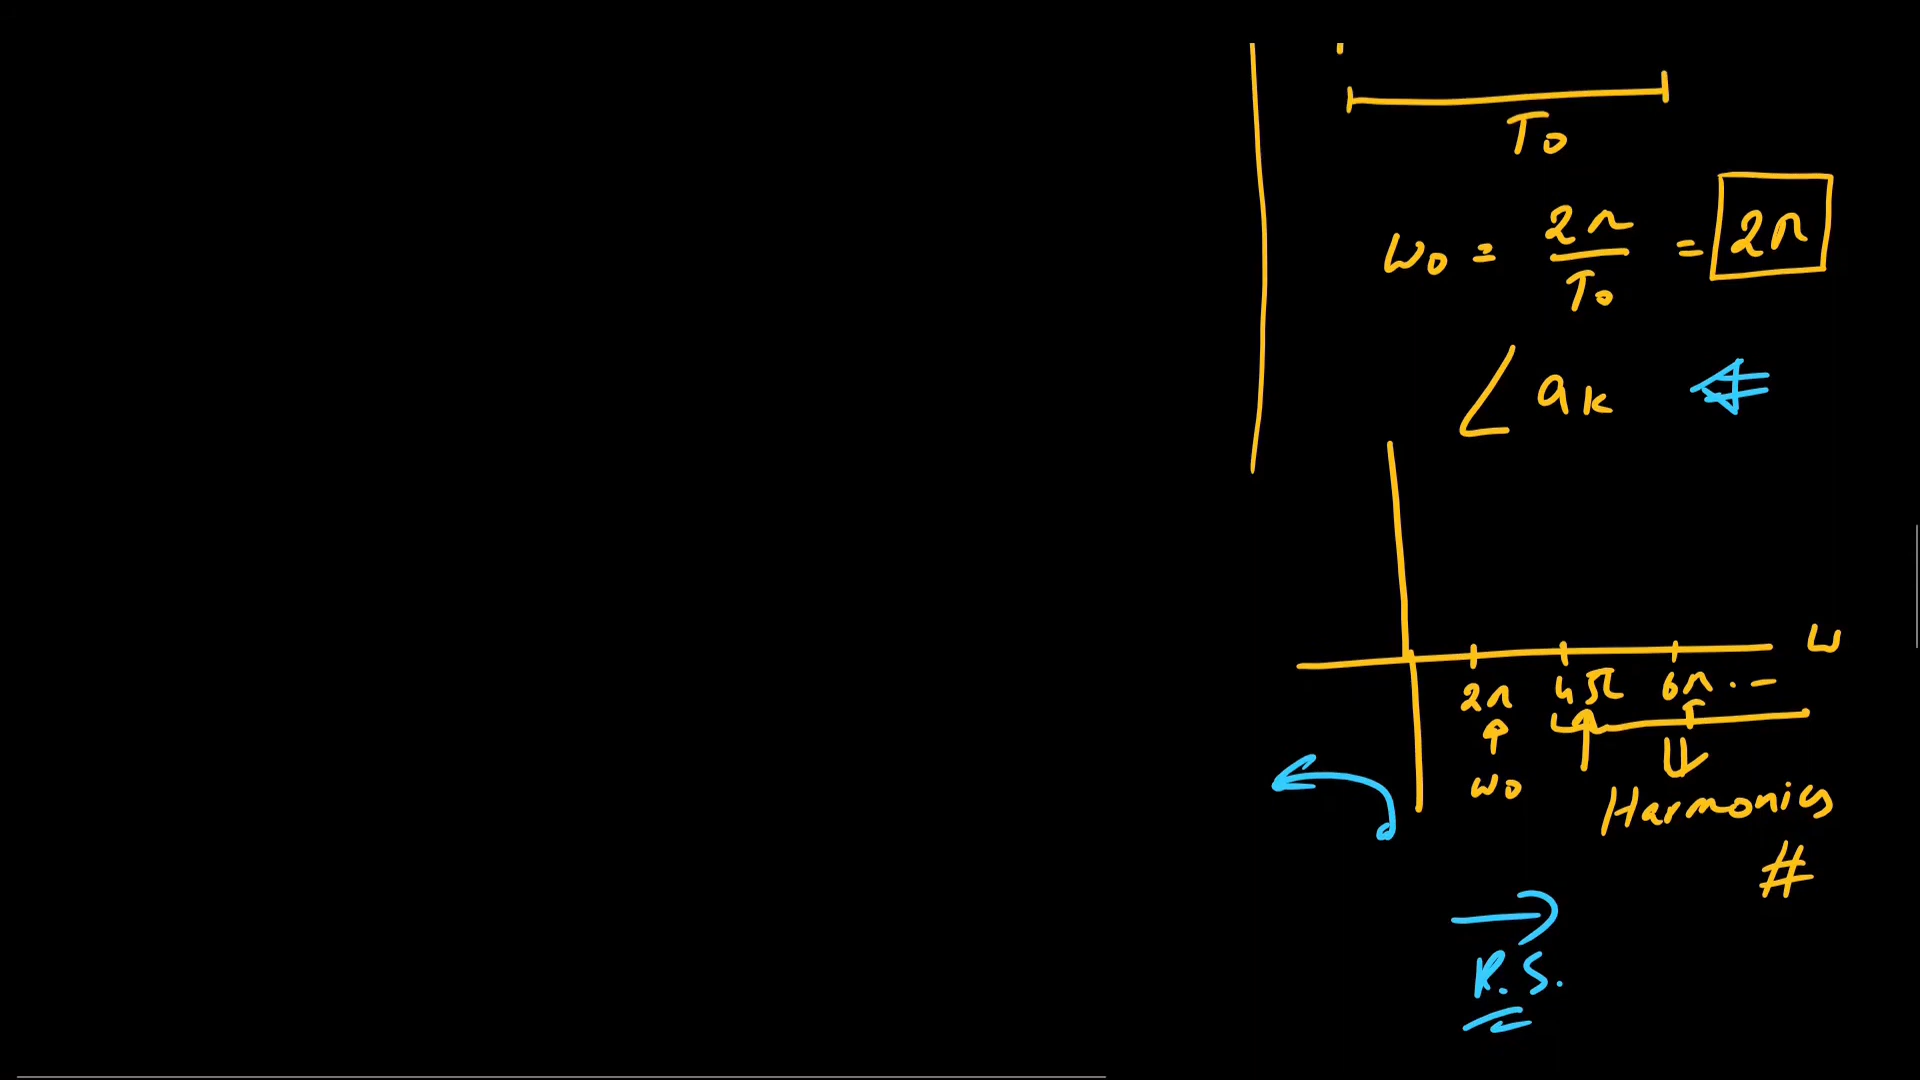 T₀
ω₀ = 2π/T₀ = 2π
∠ aₖ
ω
2π 4π 6π . –
ω₀
Harmonics
#
R.S.